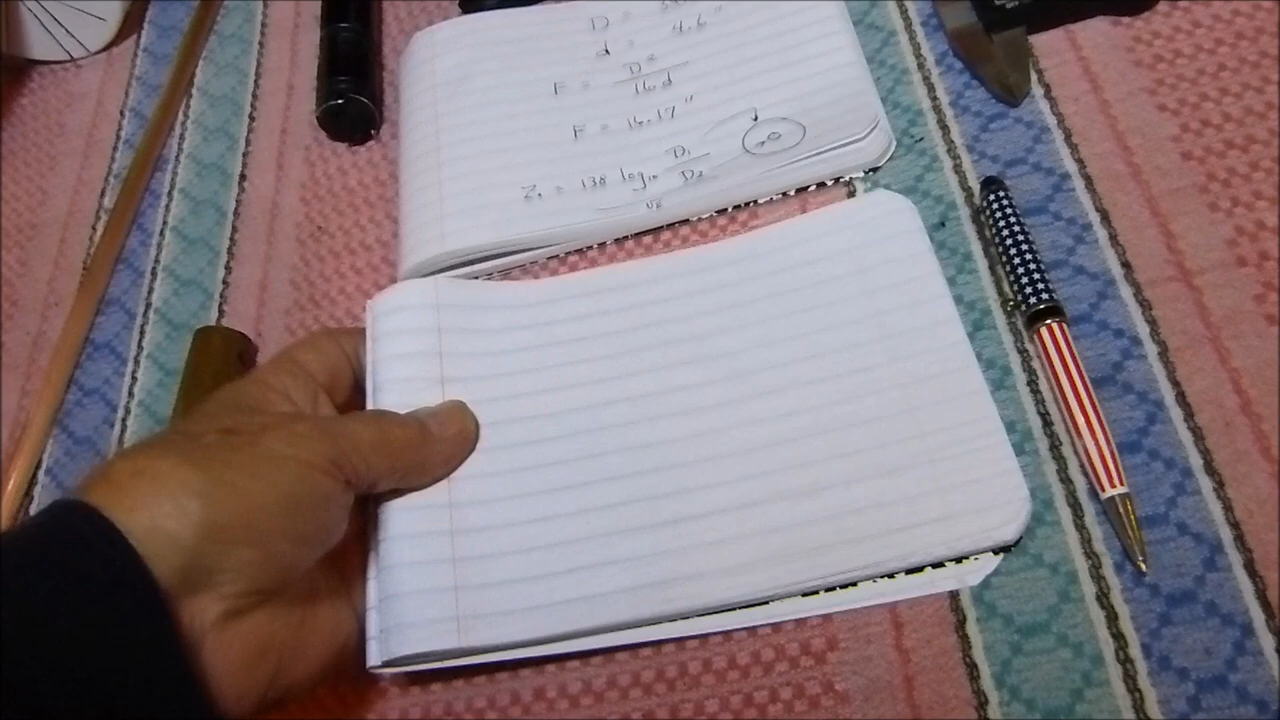 D =
d = 4.6"
F = D² / 16d
F = 16.17"
Z₀ = 138 log₁₀ D₁ / D₂